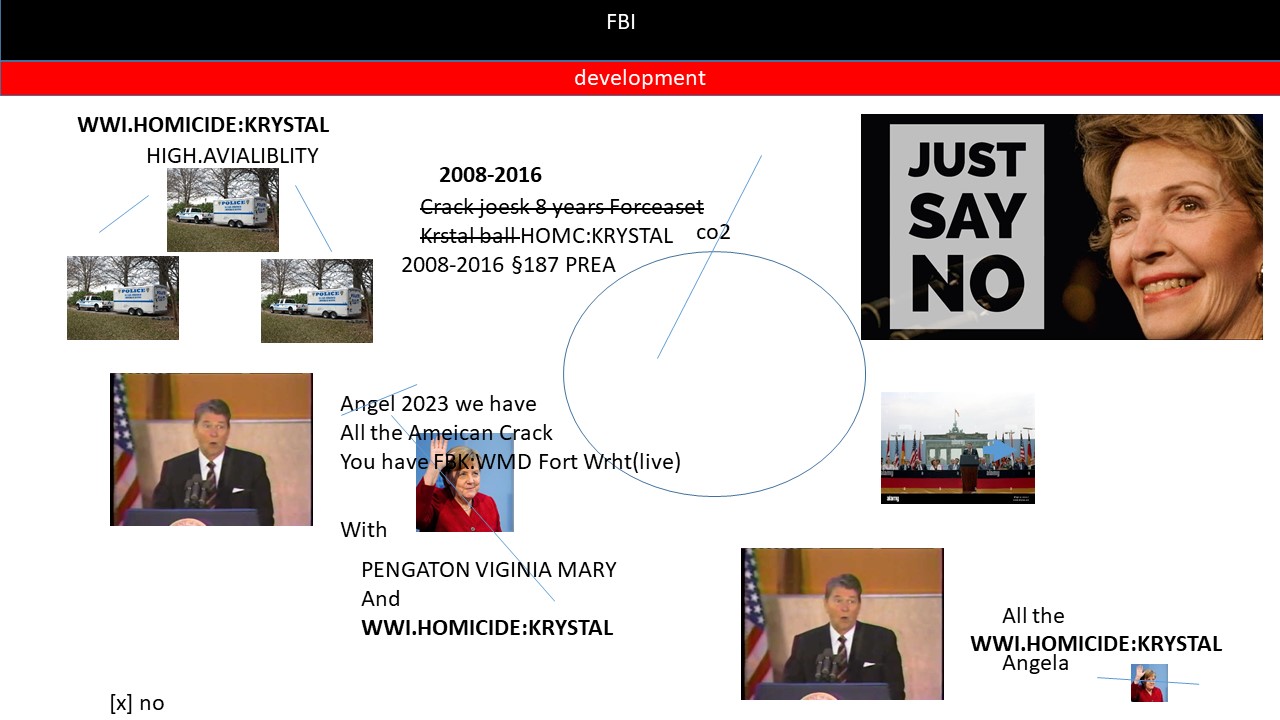 FBI
development
WWI.HOMICIDE:KRYSTAL
HIGH.AVIALIBLITY
POLICE
POLICE
POLICE
2008-2016
Crack joesk 8 years Forceaset
Krstal ball HOMC:KRYSTAL
co2
2008-2016 §187 PREA
JUST
SAY
NO
Angel 2023 we have
All the Ameican Crack
You have FBK:WMD Fort Wrht(live)
With
PENGATON VIGINIA MARY
And
WWI.HOMICIDE:KRYSTAL
alamy
All the
WWI.HOMICIDE:KRYSTAL
Angela
[x] no